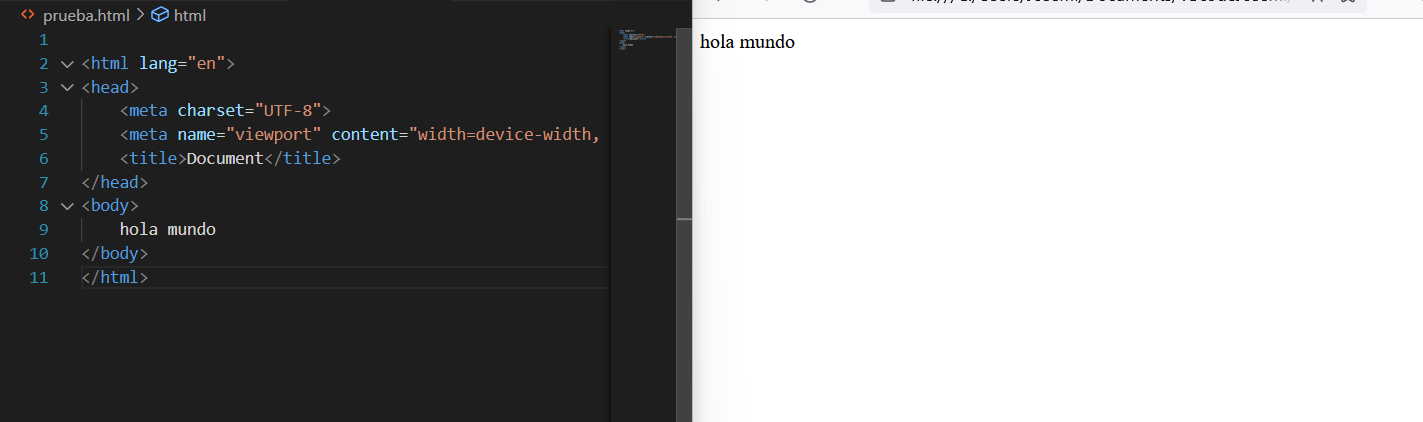 prueba.html > html
1
2 <html lang="en">
3 <head>
4 <meta charset="UTF-8">
5 <meta name="viewport" content="width=device-width,
6 <title>Document</title>
7 </head>
8 <body>
9 hola mundo
10 </body>
11 </html>
hola mundo